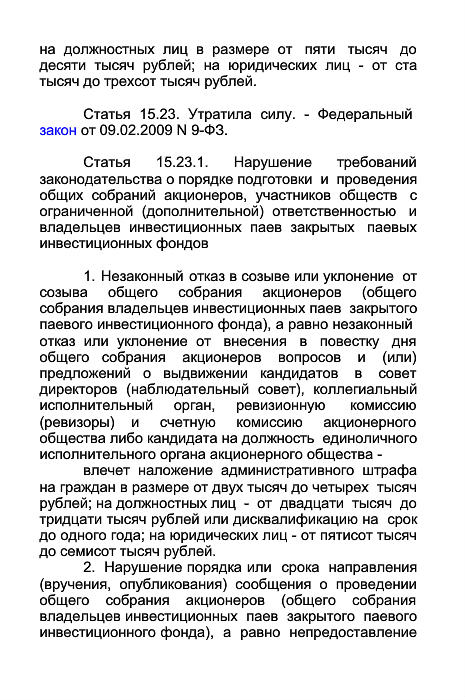 на должностных лиц в размере от пяти тысяч до
десяти тысяч рублей; на юридических лиц - от ста
тысяч до трехсот тысяч рублей.
Статья 15.23. Утратила силу. - Федеральный
закон от 09.02.2009 N 9-ФЗ.
Статья 15.23.1. Нарушение требований
законодательства о порядке подготовки и проведения
общих собраний акционеров, участников обществ с
ограниченной (дополнительной) ответственностью и
владельцев инвестиционных паев закрытых паевых
инвестиционных фондов
1. Незаконный отказ в созыве или уклонение от
созыва общего собрания акционеров (общего
собрания владельцев инвестиционных паев закрытого
паевого инвестиционного фонда), а равно незаконный
отказ или уклонение от внесения в повестку дня
общего собрания акционеров вопросов и (или)
предложений о выдвижении кандидатов в совет
директоров (наблюдательный совет), коллегиальный
исполнительный орган, ревизионную комиссию
(ревизоры) и счетную комиссию акционерного
общества либо кандидата на должность единоличного
исполнительного органа акционерного общества -
влечет наложение административного штрафа
на граждан в размере от двух тысяч до четырех тысяч
рублей; на должностных лиц - от двадцати тысяч до
тридцати тысяч рублей или дисквалификацию на срок
до одного года; на юридических лиц - от пятисот тысяч
до семисот тысяч рублей.
2. Нарушение порядка или срока направления
(вручения, опубликования) сообщения о проведении
общего собрания акционеров (общего собрания
владельцев инвестиционных паев закрытого паевого
инвестиционного фонда), а равно непредоставление